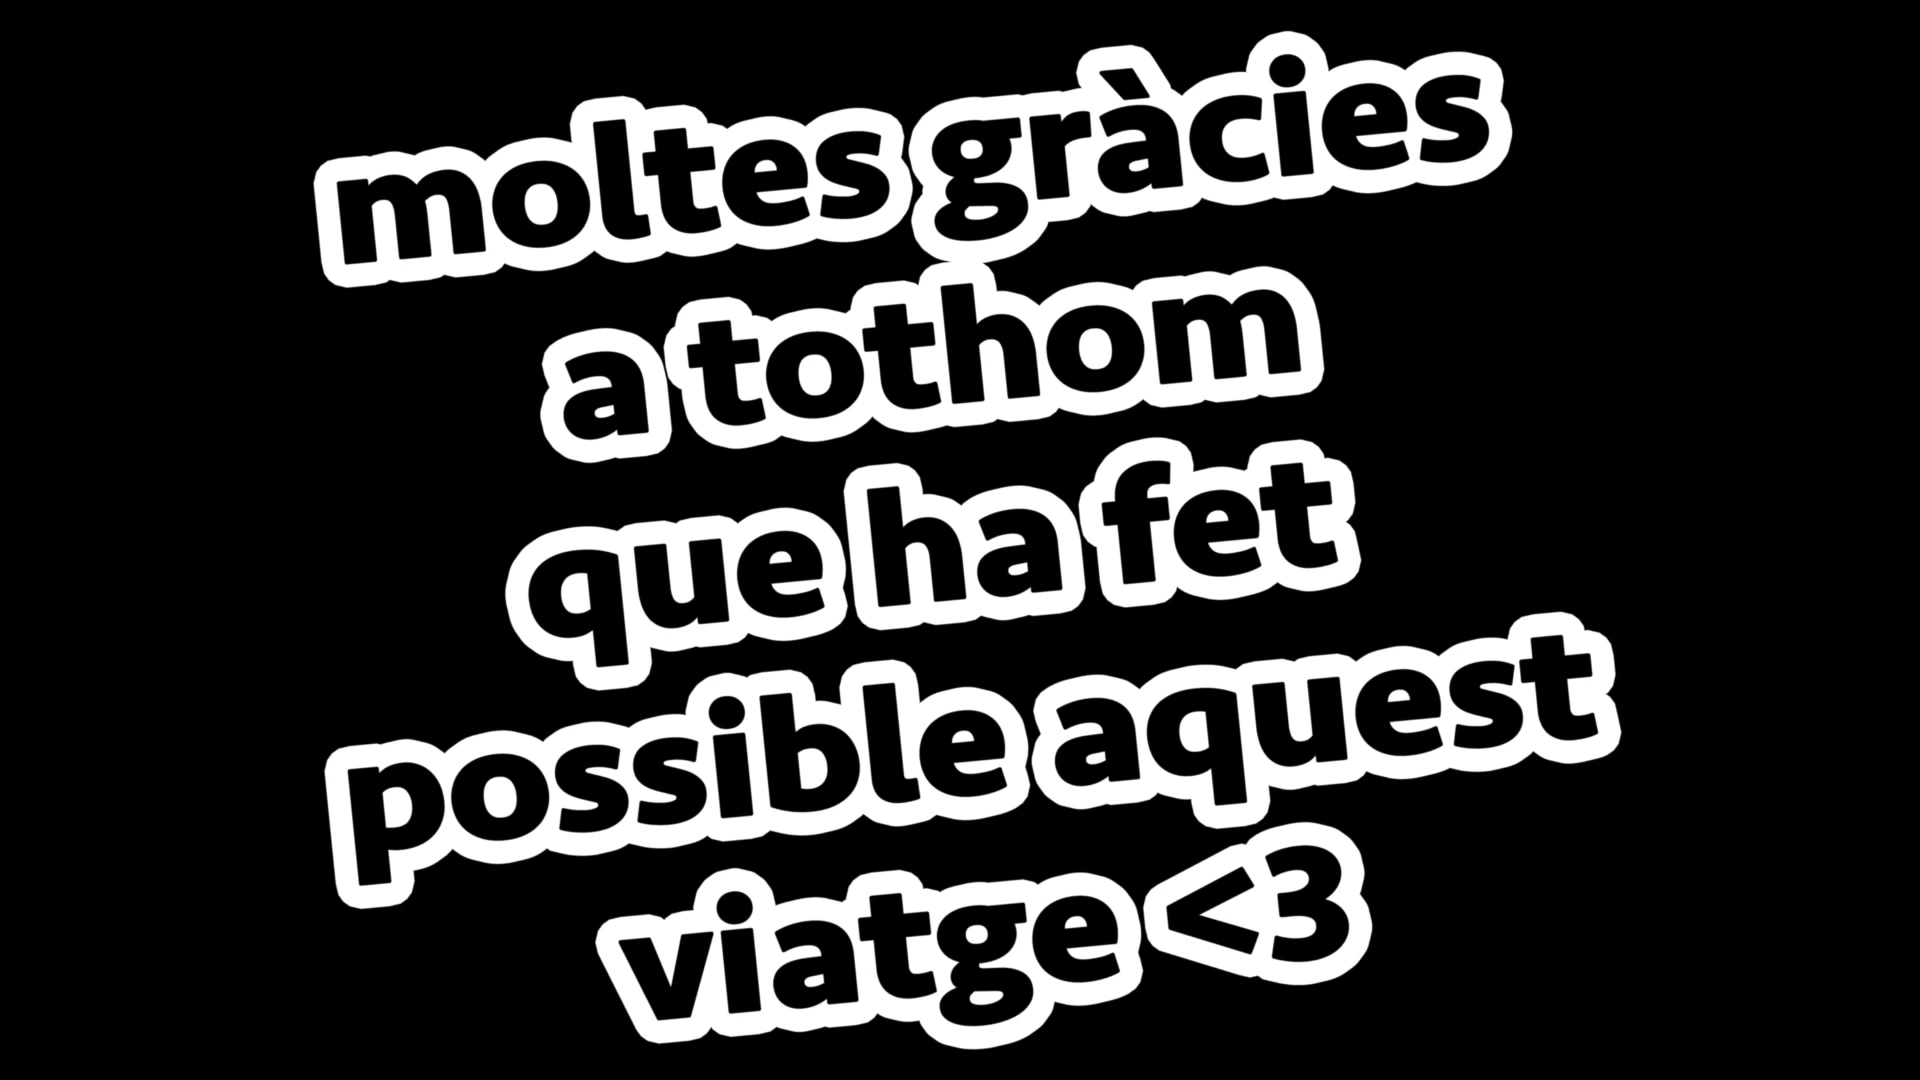 moltes gràcies
a tothom
que ha fet
possible aquest
viatge <3